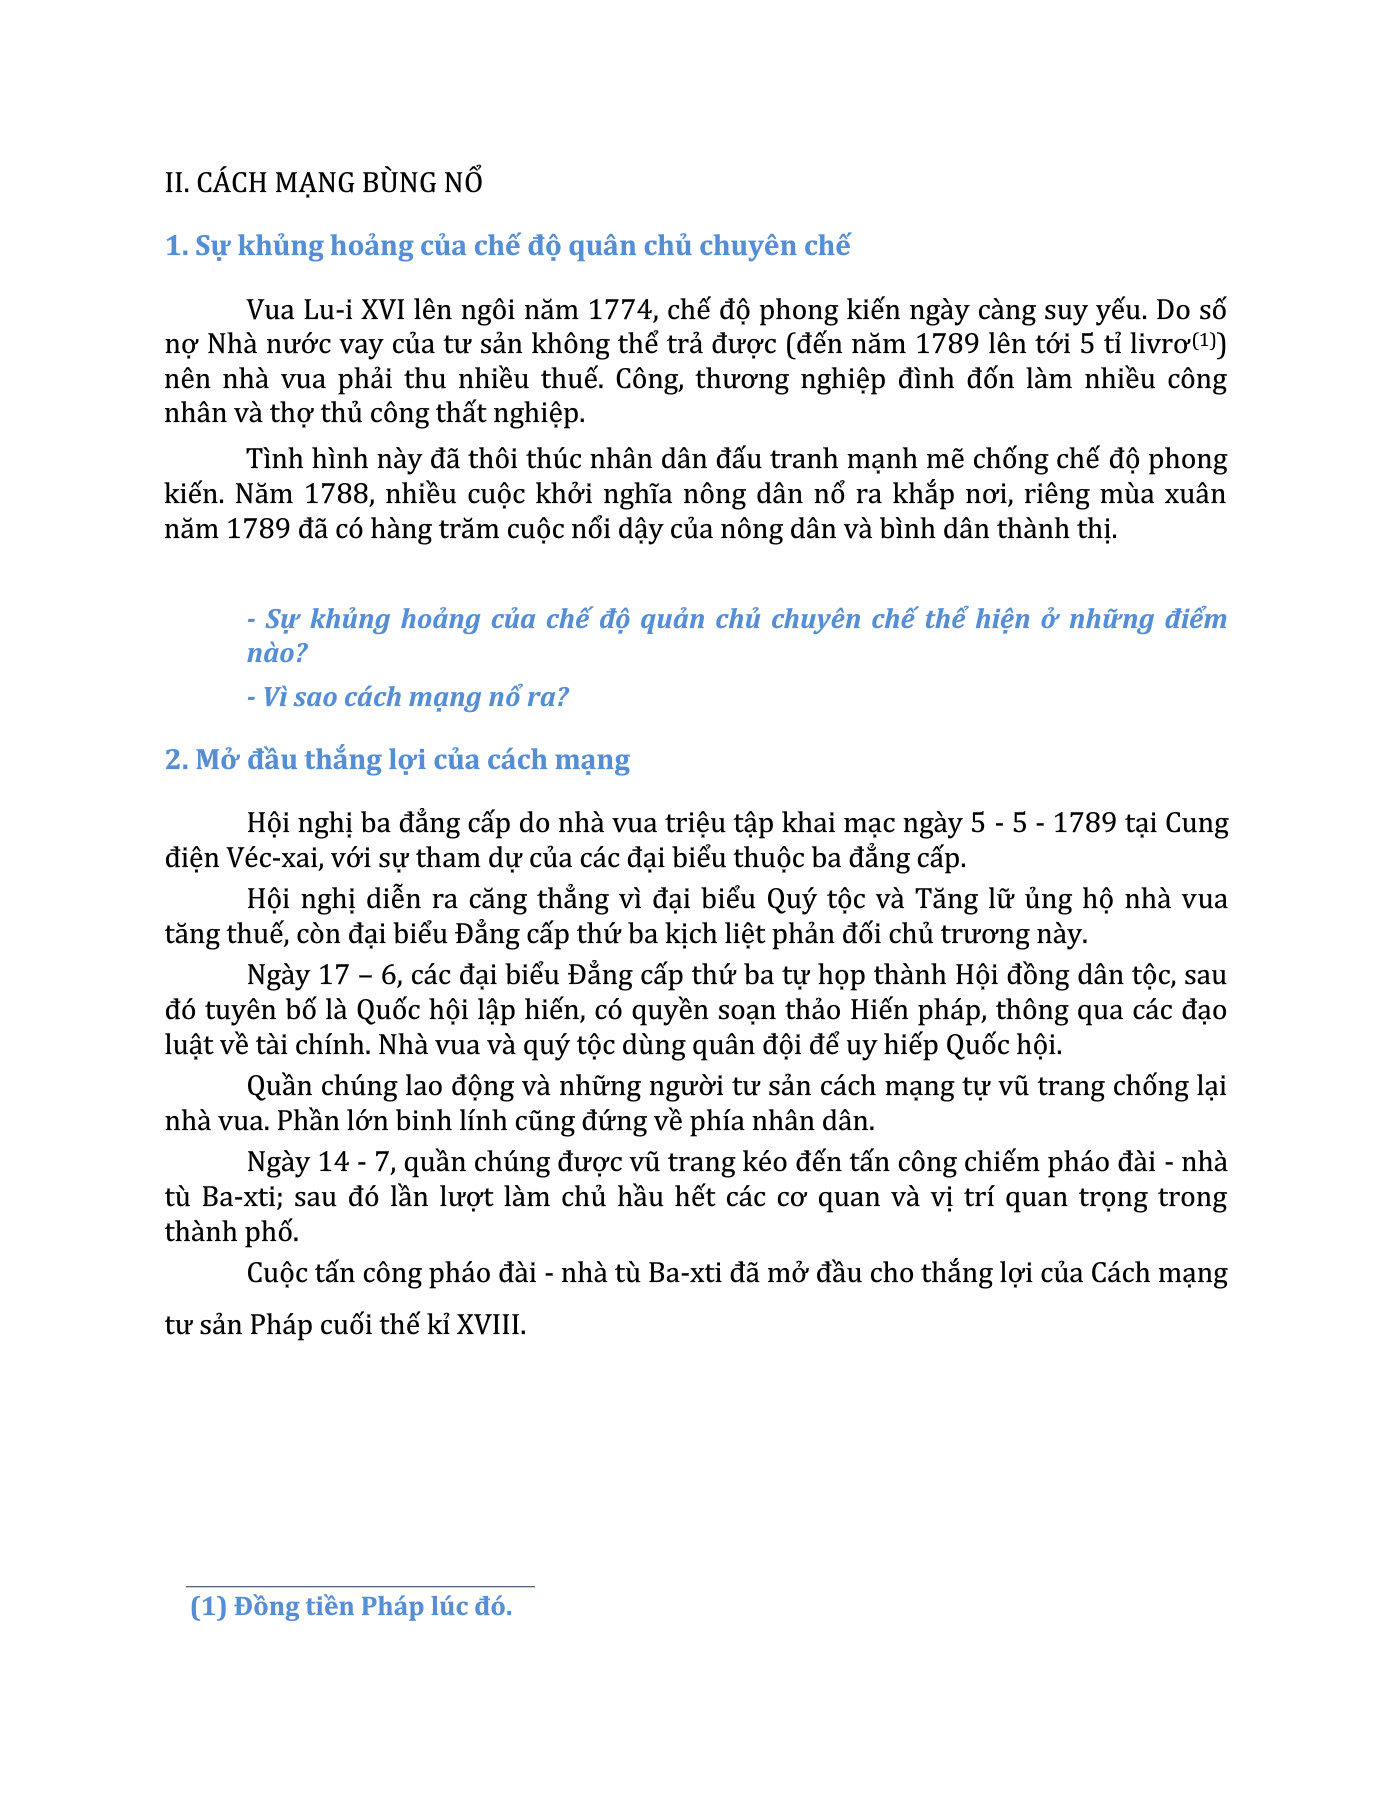 II. CÁCH MẠNG BÙNG NỔ
1. Sự khủng hoảng của chế độ quân chủ chuyên chế
Vua Lu-i XVI lên ngôi năm 1774, chế độ phong kiến ngày càng suy yếu. Do số
nợ Nhà nước vay của tư sản không thể trả được (đến năm 1789 lên tới 5 tỉ livrơ(1))
nên nhà vua phải thu nhiều thuế. Công, thương nghiệp đình đốn làm nhiều công
nhân và thợ thủ công thất nghiệp.
Tình hình này đã thôi thúc nhân dân đấu tranh mạnh mẽ chống chế độ phong
kiến. Năm 1788, nhiều cuộc khởi nghĩa nông dân nổ ra khắp nơi, riêng mùa xuân
năm 1789 đã có hàng trăm cuộc nổi dậy của nông dân và bình dân thành thị.
- Sự khủng hoảng của chế độ quản chủ chuyên chế thể hiện ở những điểm
nào?
- Vì sao cách mạng nổ ra?
2. Mở đầu thắng lợi của cách mạng
Hội nghị ba đẳng cấp do nhà vua triệu tập khai mạc ngày 5 - 5 - 1789 tại Cung
điện Véc-xai, với sự tham dự của các đại biểu thuộc ba đẳng cấp.
Hội nghị diễn ra căng thẳng vì đại biểu Quý tộc và Tăng lữ ủng hộ nhà vua
tăng thuế, còn đại biểu Đẳng cấp thứ ba kịch liệt phản đối chủ trương này.
Ngày 17 – 6, các đại biểu Đẳng cấp thứ ba tự họp thành Hội đồng dân tộc, sau
đó tuyên bố là Quốc hội lập hiến, có quyền soạn thảo Hiến pháp, thông qua các đạo
luật về tài chính. Nhà vua và quý tộc dùng quân đội để uy hiếp Quốc hội.
Quần chúng lao động và những người tư sản cách mạng tự vũ trang chống lại
nhà vua. Phần lớn binh lính cũng đứng về phía nhân dân.
Ngày 14 - 7, quần chúng được vũ trang kéo đến tấn công chiếm pháo đài - nhà
tù Ba-xti; sau đó lần lượt làm chủ hầu hết các cơ quan và vị trí quan trọng trong
thành phố.
Cuộc tấn công pháo đài - nhà tù Ba-xti đã mở đầu cho thắng lợi của Cách mạng
tư sản Pháp cuối thế kỉ XVIII.
(1) Đồng tiền Pháp lúc đó.